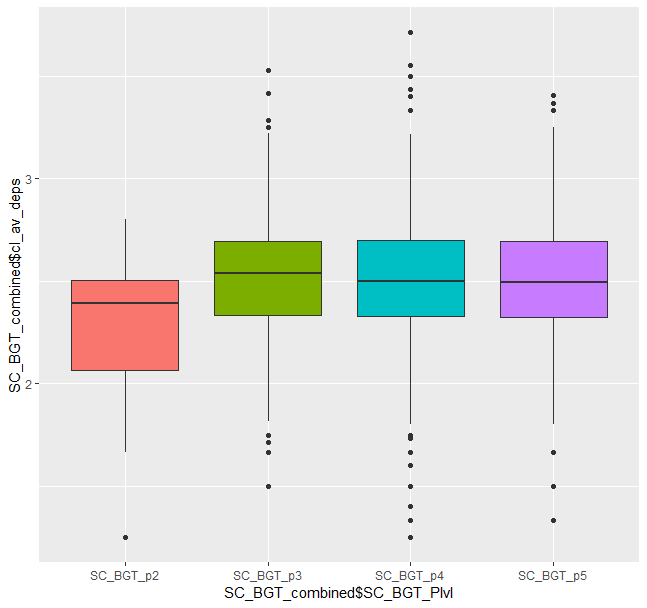 SC_BGT_combined$cl_av_deps
3
2
SC_BGT_p2 SC_BGT_p3 SC_BGT_p4 SC_BGT_p5
SC_BGT_combined$SC_BGT_Plvl